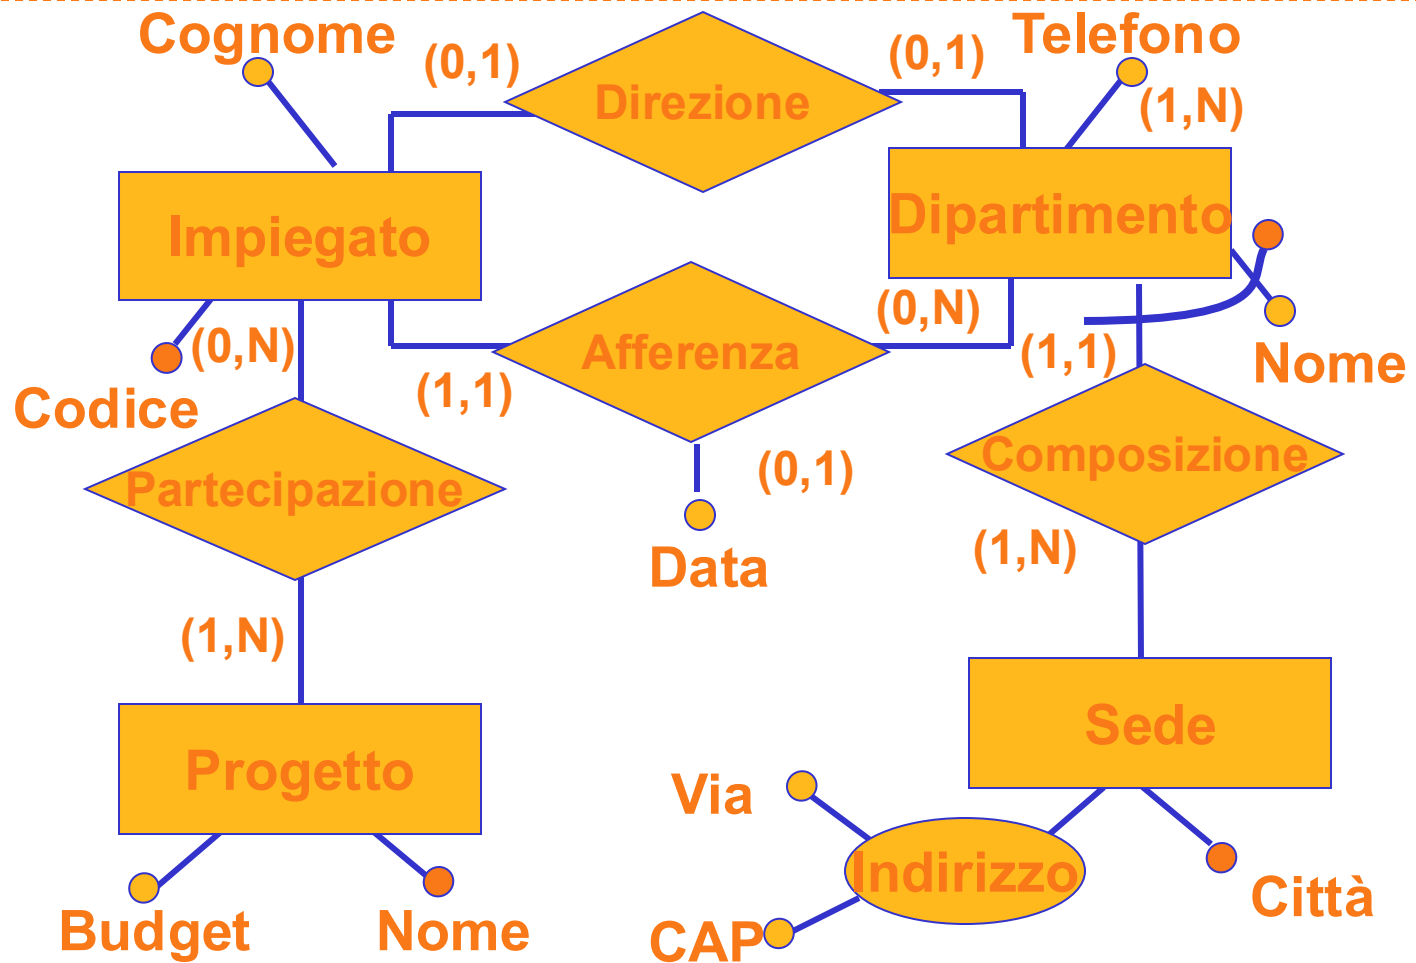 Cognome
(0,1)
Direzione
(0,1)
Telefono
(1,N)
Impiegato
Dipartimento
Codice
(0,N)
(1,1)
Afferenza
(0,N)
(1,1)
Nome
Partecipazione
(0,1)
Data
Composizione
(1,N)
(1,N)
Progetto
Sede
Via
Indirizzo
CAP
Città
Budget
Nome